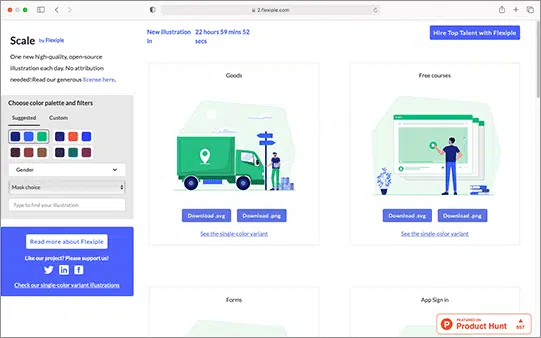 2.flexiple.com
Scale by Flexiple
One new high-quality, open-source
illustration each day. No attribution
needed!Read our generous license here.
Choose color palette and filters
Suggested Custom
Gender
Mask choice
Type to find your illustration
Read more about Flexiple
Like our project? Please support us!
Check our single-color variant illustrations
New illustration 22 hours 59 mins 52
in secs
Hire Top Talent with Flexiple
Goods
Download .svg Download .png
See the single-color variant
Free courses
Download .svg Download .png
See the single-color variant
Forms
App Sign in
FEATURED ON
Product Hunt
557